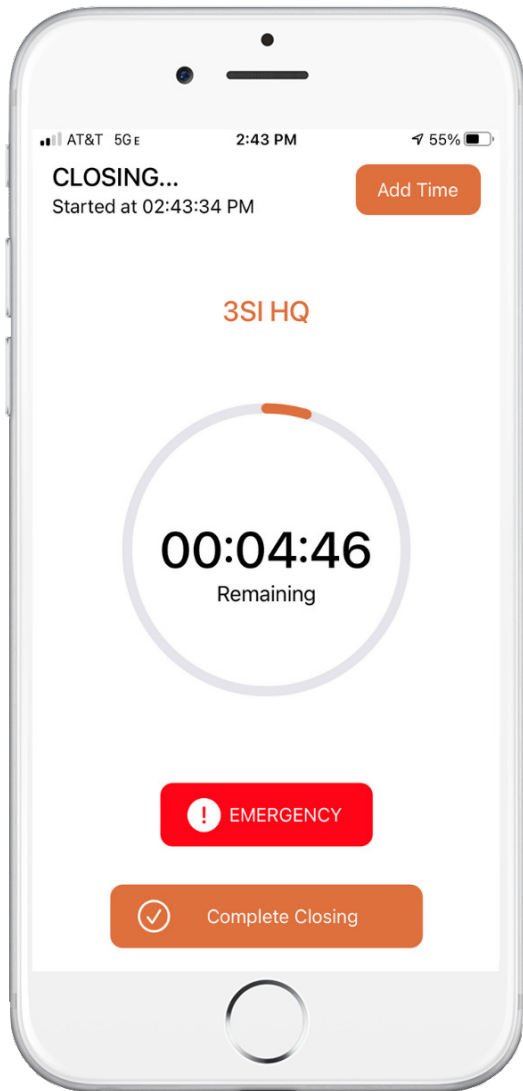 AT&T 5GE 2:43 PM 55%
CLOSING...
Started at 02:43:34 PM
Add Time
3SI HQ
00:04:46
Remaining
! EMERGENCY
Complete Closing